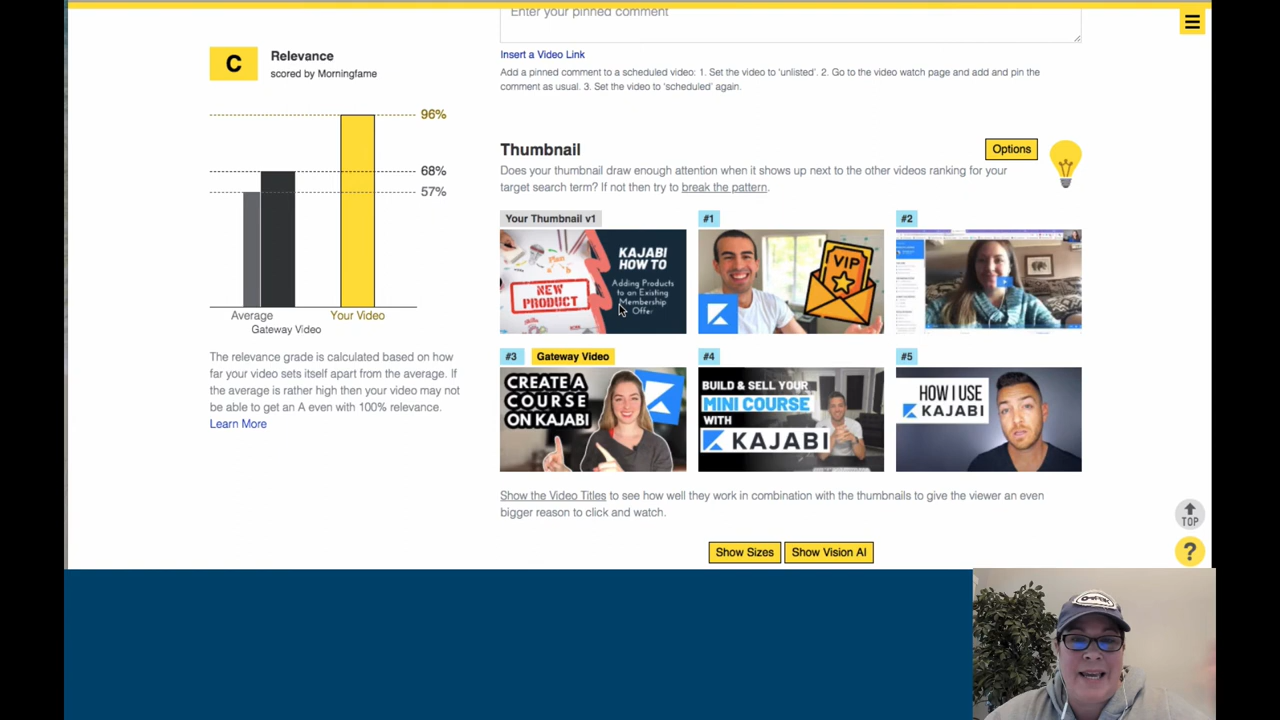 Enter your pinned comment
C
Relevance
scored by Morningfame
96%
68%
57%
Average
Gateway Video
Your Video
The relevance grade is calculated based on how
far your video sets itself apart from the average. If
the average is rather high then your video may not
be able to get an A even with 100% relevance.
Learn More
Insert a Video Link
Add a pinned comment to a scheduled video: 1. Set the video to 'unlisted'. 2. Go to the video watch page and add and pin the
comment as usual. 3. Set the video to 'scheduled' again.
Thumbnail
Options
Does your thumbnail draw enough attention when it shows up next to the other videos ranking for your
target search term? If not then try to break the pattern.
Your Thumbnail v1
#1
#2
NEW
PRODUCT
KAJABI
HOW TO
Adding Products
to an Existing
Membership
Offer
VIP
#3
Gateway Video
#4
#5
CREATE A
COURSE
ON KAJABI
BUILD & SELL YOUR
MINI COURSE
WITH
KAJABI
HOW I USE
KAJABI
Show the Video Titles to see how well they work in combination with the thumbnails to give the viewer an even
bigger reason to click and watch.
Show Sizes
Show Vision AI
TOP
?